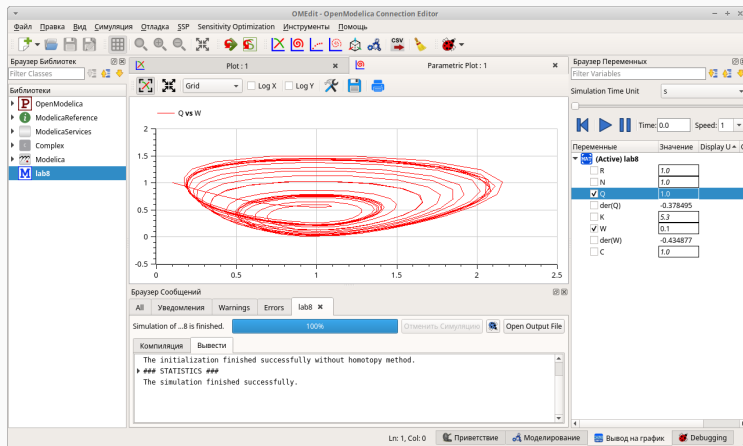 OMEdit - OpenModelica Connection Editor
Файл Правка Вид Симуляция Отладка SSP Sensitivity Optimization Инструменты Помощь
Браузер Библиотек
Filter Classes
Библиотеки
OpenModelica
ModelicaReference
ModelicaServices
Complex
Modelica
lab8
Plot : 1
Parametric Plot : 1
Grid
Log X
Log Y
Q vs W
2
1.5
1
0.5
0
-0.5
0
0.5
1
1.5
2
2.5
Браузер Сообщений
All Уведомления Warnings Errors lab8
Simulation of ...8 is finished. 100% Отменить Симуляцию Open Output File
Компиляция Вывести
The initialization finished successfully without homotopy method.
### STATISTICS ###
The simulation finished successfully.
Браузер Переменных
Filter Variables
Simulation Time Unit s
Time: 0.0 Speed: 1
Переменные Значение Display U
(Active) lab8
R 1.0
N 1.0
Q 1.0
der(Q) -0.378495
K 5.3
W 0.1
der(W) -0.434877
C 1.0
Ln: 1, Col: 0 Приветствие Моделирование Вывод на график Debugging